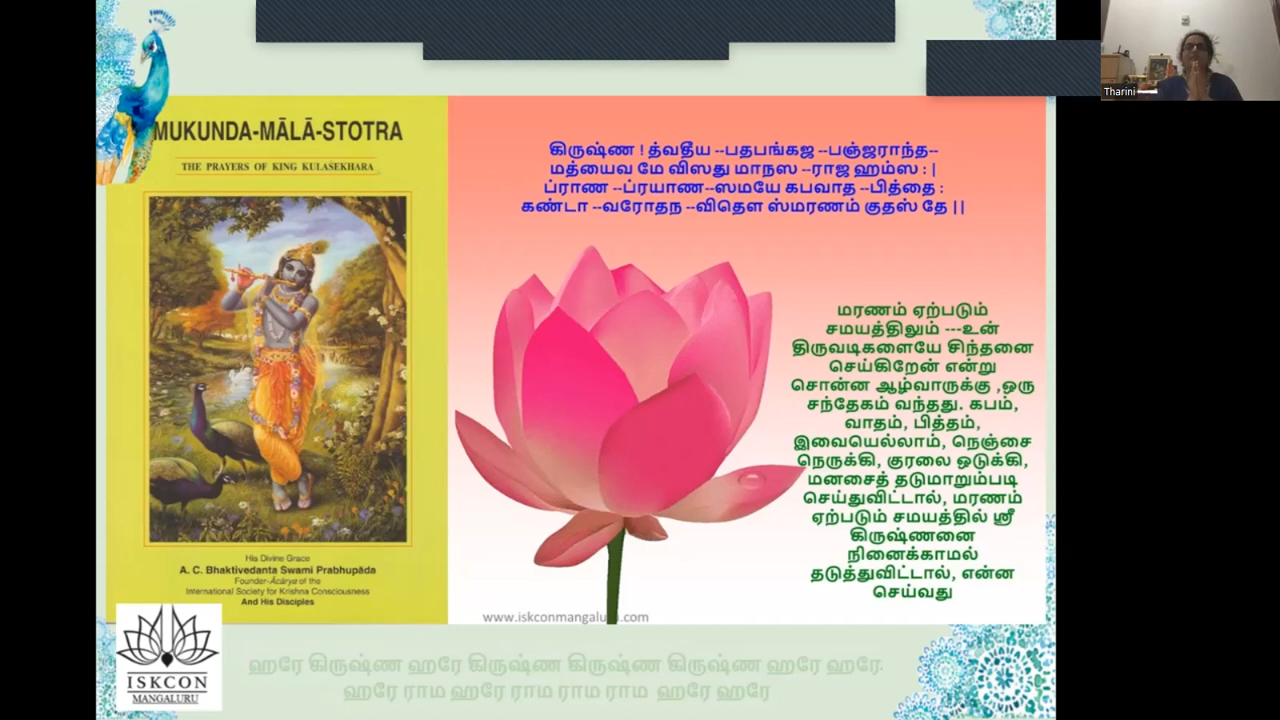 MUKUNDA-MĀLĀ-STOTRA
THE PRAYERS OF KING KULAŚEKHARA
His Divine Grace
A. C. Bhaktivedanta Swami Prabhupāda
Founder-Ācārya of the
International Society for Krishna Consciousness
And His Disciples
ISKCON
MANGALURU
கிருஷ்ண ! த்வதீய --பதபங்கஜ --பஞ்ஜராந்த--
மத்யைவ மே விஸது மாநஸ --ராஜ ஹம்ஸ : |
ப்ராண --ப்ரயாண--ஸமயே கபவாத --பித்தை :
கண்டா --வரோதந --விதௌ ஸ்மரணம் குதஸ் தே ||
மரணம் ஏற்படும்
சமயத்திலும் ---உன்
திருவடிகளையே சிந்தனை
செய்கிறேன் என்று
சொன்ன ஆழ்வாருக்கு ,ஒரு
சந்தேகம் வந்தது. கபம்,
வாதம், பித்தம்,
இவையெல்லாம், நெஞ்சை
நெருக்கி, குரலை ஒடுக்கி,
மனசைத் தடுமாறும்படி
செய்துவிட்டால், மரணம்
ஏற்படும் சமயத்தில் ஸ்ரீ
கிருஷ்ணனை
நினைக்காமல்
தடுத்துவிட்டால், என்ன
செய்வது
ஹரே கிருஷ்ண ஹரே கிருஷ்ண கிருஷ்ண கிருஷ்ண ஹரே ஹரே
ஹரே ராம ஹரே ராம ராம ராம ஹரே ஹரே
Tharini